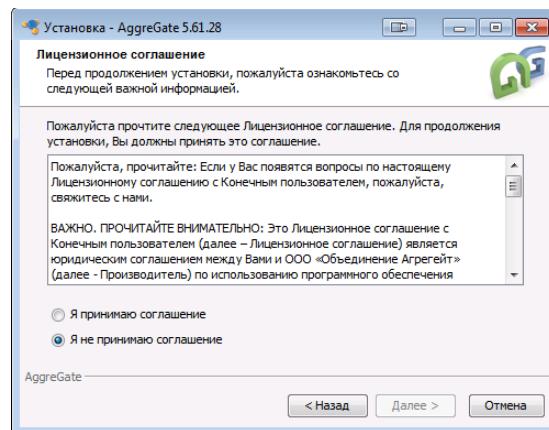 Установка - AggreGate 5.61.28
Лицензионное соглашение
Перед продолжением установки, пожалуйста ознакомьтесь со
следующей важной информацией.
Пожалуйста прочтите следующее Лицензионное соглашение. Для продолжения
установки, Вы должны принять это соглашение.
Пожалуйста, прочитайте: Если у Вас появятся вопросы по настоящему
Лицензионному соглашению с Конечным пользователем, пожалуйста,
свяжитесь с нами.
ВАЖНО. ПРОЧИТАЙТЕ ВНИМАТЕЛЬНО: Это Лицензионное соглашение с
Конечным пользователем (далее – Лицензионное соглашение) является
юридическим соглашением между Вами и ООО «Объединение Агрегейт»
(далее - Производитель) по использованию программного обеспечения
Я принимаю соглашение
Я не принимаю соглашение
AggreGate
< Назад
Далее >
Отмена